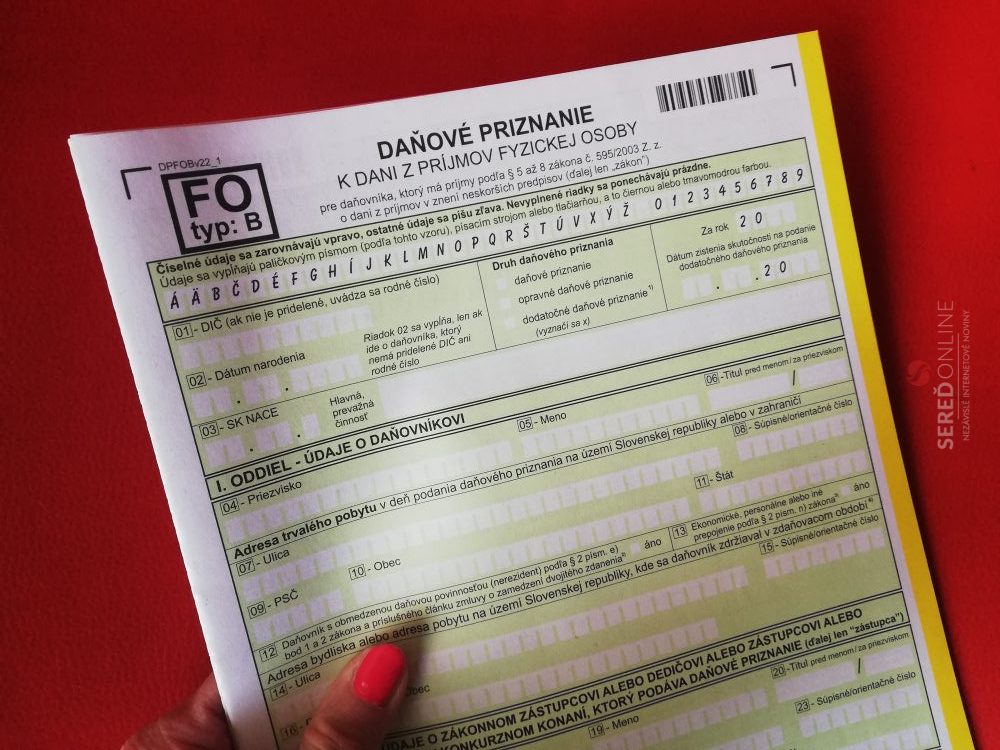 DPFOBv22_1
FO
typ: B
DAŇOVÉ PRIZNANIE
K DANI Z PRÍJMOV FYZICKEJ OSOBY
pre daňovníka, ktorý má príjmy podľa § 5 až 8 zákona č. 595/2003 Z. z.
o dani z príjmov v znení neskorších predpisov (ďalej len „zákon")
Číselné údaje sa zarovnávajú vpravo, ostatné údaje sa píšu zľava. Nevyplnené riadky sa ponechávajú prázdne.
Údaje sa vypĺňajú paličkovým písmom (podľa tohto vzoru), písacím strojom alebo tlačiarňou, a to čiernou alebo tmavomodrou farbou.
Á Ä B Č D É F G H Í J K L M N O P Q R Š T Ú V X Ý Ž 0 1 2 3 4 5 6 7 8 9
01 - DIČ (ak nie je pridelené, uvádza sa rodné číslo)
02 - Dátum narodenia
Riadok 02 sa vypĺňa, len ak
ide o daňovníka, ktorý
nemá pridelené DIČ ani
rodné číslo
Druh daňového priznania
daňové priznanie
opravné daňové priznanie
dodatočné daňové priznanie 1)
(vyznačí sa x)
Za rok 20
Dátum zistenia skutočnosti na podanie
dodatočného daňového priznania
. . 20
03 - SK NACE
Hlavná,
prevažná
činnosť
I. ODDIEL - ÚDAJE O DAŇOVNÍKOVI
04 - Priezvisko
05 - Meno
06 -Titul pred menom / za priezviskom
/
Adresa trvalého pobytu v deň podania daňového priznania na území Slovenskej republiky alebo v zahraničí
07 - Ulica
08 - Súpisné/orientačné číslo
09 - PSČ
10 - Obec
11 - Štát
12 Daňovník s obmedzenou daňovou povinnosťou (nerezident) podľa § 2 písm. e)
bod 1 a 2 zákona a príslušného článku zmluvy o zamedzení dvojitého zdanenia
áno
13 Ekonomické, personálne alebo iné
prepojenie podľa § 2 písm. n) zákona
áno
Adresa bydliska alebo adresa pobytu na území Slovenskej republiky, kde sa daňovník zdržiaval v zdaňovacom období 4)
14 - Ulica
15 - Súpisné/orientačné číslo
16 -
Obec
ÚDAJE O ZÁKONNOM ZÁSTUPCOVI ALEBO DEDIČOVI ALEBO ZÁSTUPCOVI ALEBO
KONKURZNOM KONANÍ, KTORÝ PODÁVA DAŇOVÉ PRIZNANIE (ďalej len "zástupca")
19 - Meno
20 -Titul pred menom / za priezviskom
/
23 - Súpisné/orientačné číslo
SEREĎONLINE
NEZÁVISLÉ INTERNETOVÉ NOVINY